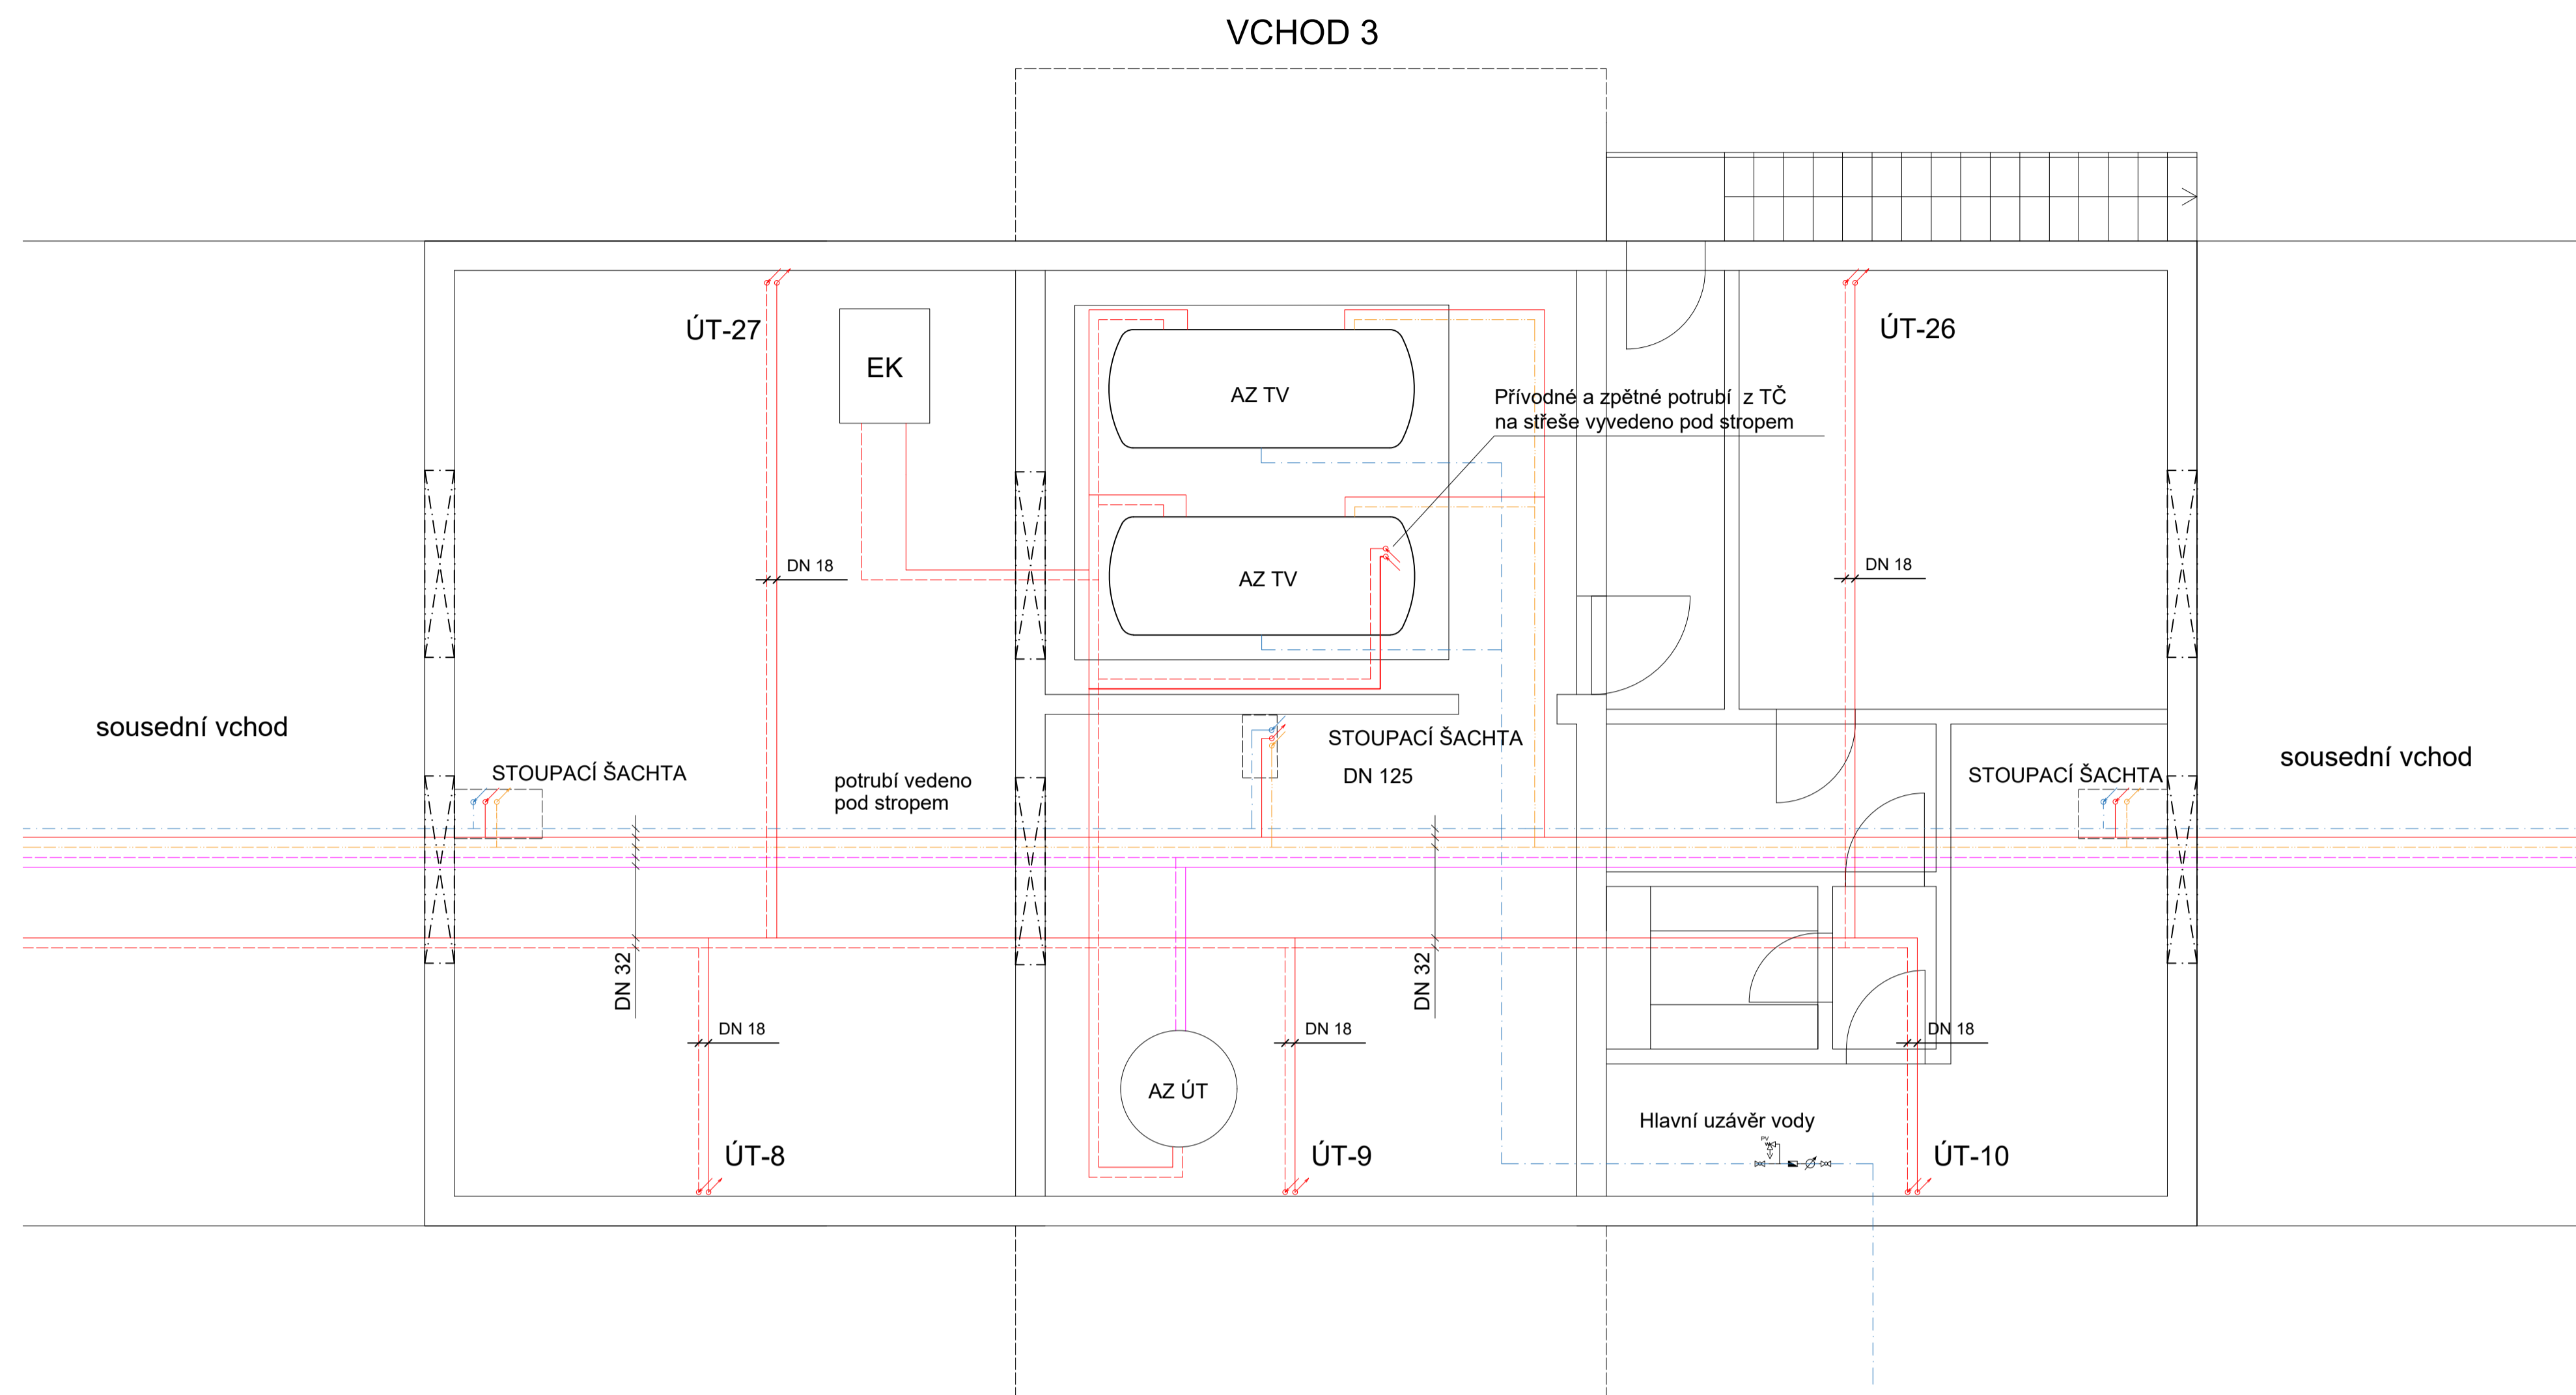 VCHOD 3
ÚT-27
EK
AZ TV
ÚT-26
Přívodné a zpětné potrubí z TČ
na střeše vyvedeno pod stropem
DN 18
DN 18
AZ TV
sousední vchod
STOUPACÍ ŠACHTA
potrubí vedeno
pod stropem
STOUPACÍ ŠACHTA
DN 125
STOUPACÍ ŠACHTA
sousední vchod
DN 32
DN 32
DN 18
DN 18
DN 18
AZ ÚT
Hlavní uzávěr vody
PV
ÚT-8
ÚT-9
ÚT-10